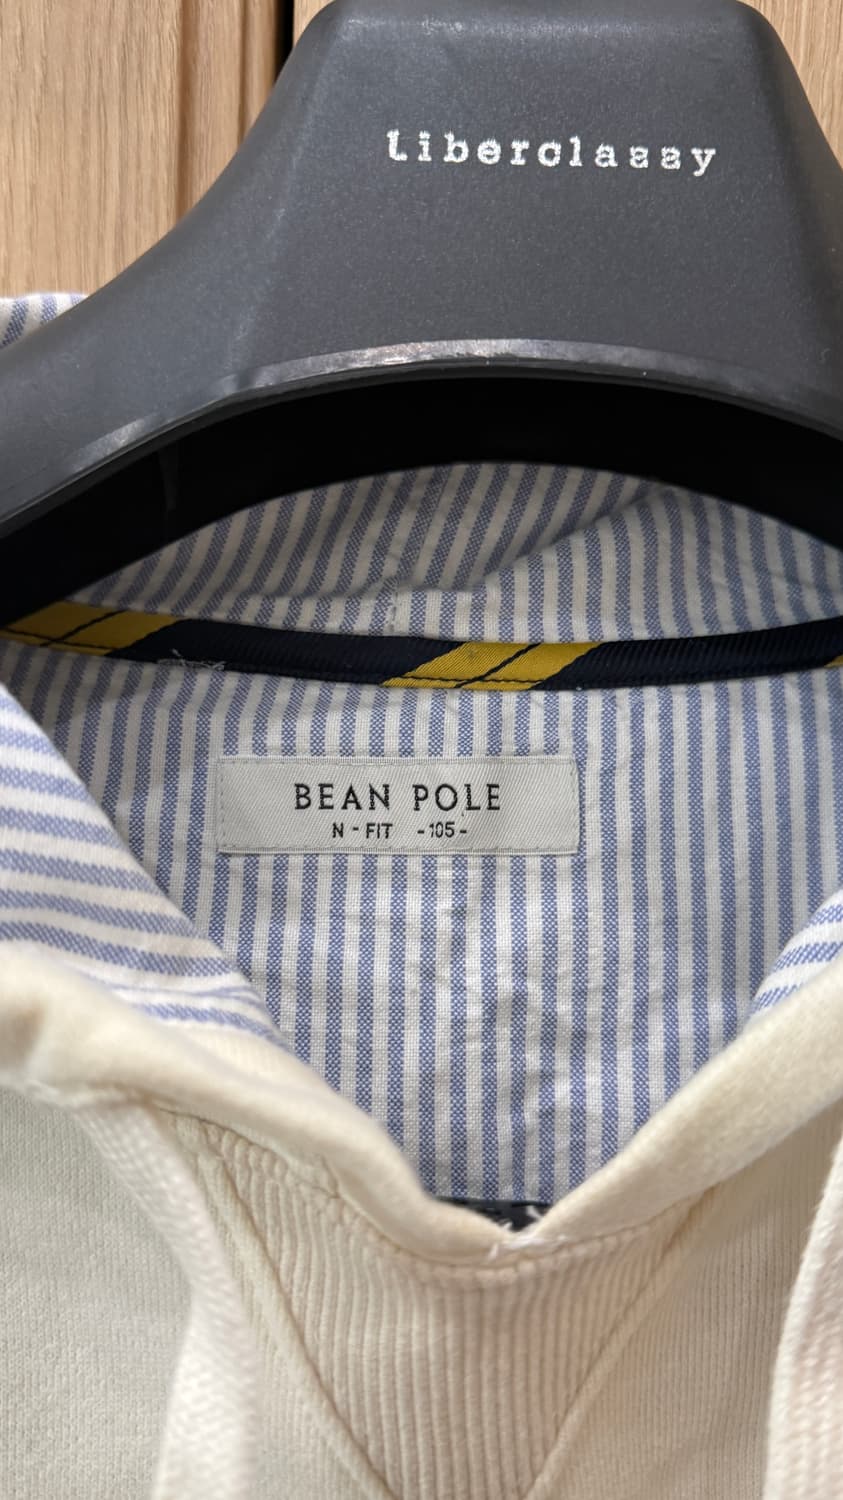 Liberclassy
BEAN POLE
N - FIT -105-